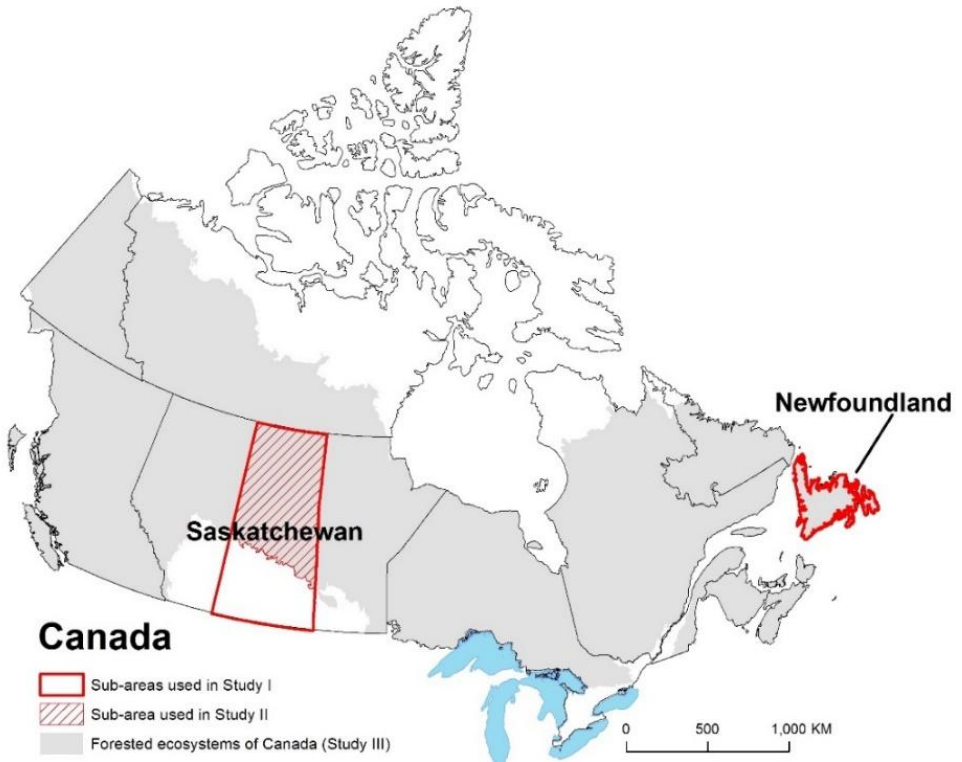 Newfoundland
Saskatchewan
Canada
Sub-areas used in Study I
Sub-area used in Study II
Forested ecosystems of Canada (Study III)
0 500 1,000 KM